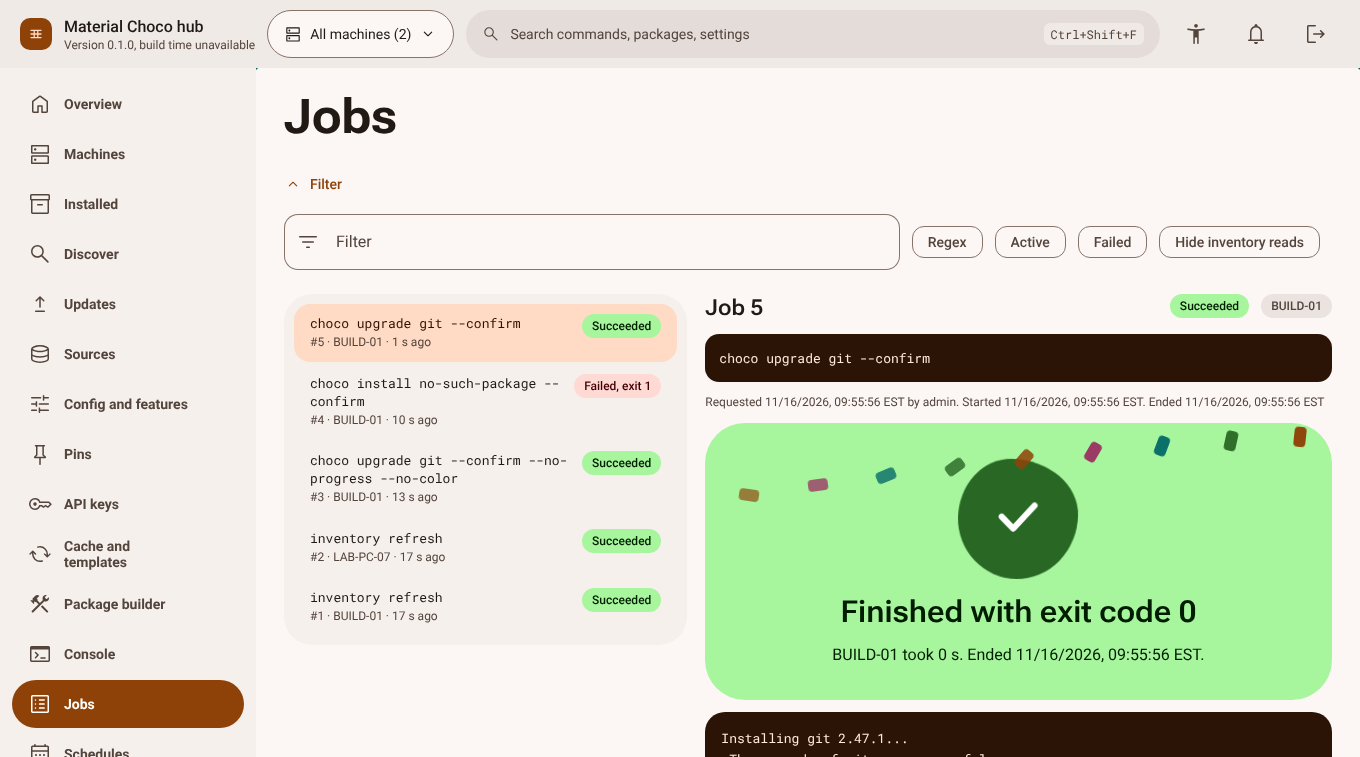 Material Choco hub
Version 0.1.0, build time unavailable
All machines (2)
Search commands, packages, settings
Ctrl+Shift+F
Overview
Machines
Installed
Discover
Updates
Sources
Config and features
Pins
API keys
Cache and
templates
Package builder
Console
Jobs
Schedules
Jobs
Filter
Filter
Regex
Active
Failed
Hide inventory reads
choco upgrade git --confirm
Succeeded
#5 · BUILD-01 · 1 s ago
choco install no-such-package --
confirm
Failed, exit 1
#4 · BUILD-01 · 10 s ago
choco upgrade git --confirm --no-
progress --no-color
Succeeded
#3 · BUILD-01 · 13 s ago
inventory refresh
Succeeded
#2 · LAB-PC-07 · 17 s ago
inventory refresh
Succeeded
#1 · BUILD-01 · 17 s ago
Job 5
Succeeded
BUILD-01
choco upgrade git --confirm
Requested 11/16/2026, 09:55:56 EST by admin. Started 11/16/2026, 09:55:56 EST. Ended 11/16/2026, 09:55:56 EST
Finished with exit code 0
BUILD-01 took 0 s. Ended 11/16/2026, 09:55:56 EST.
Installing git 2.47.1...